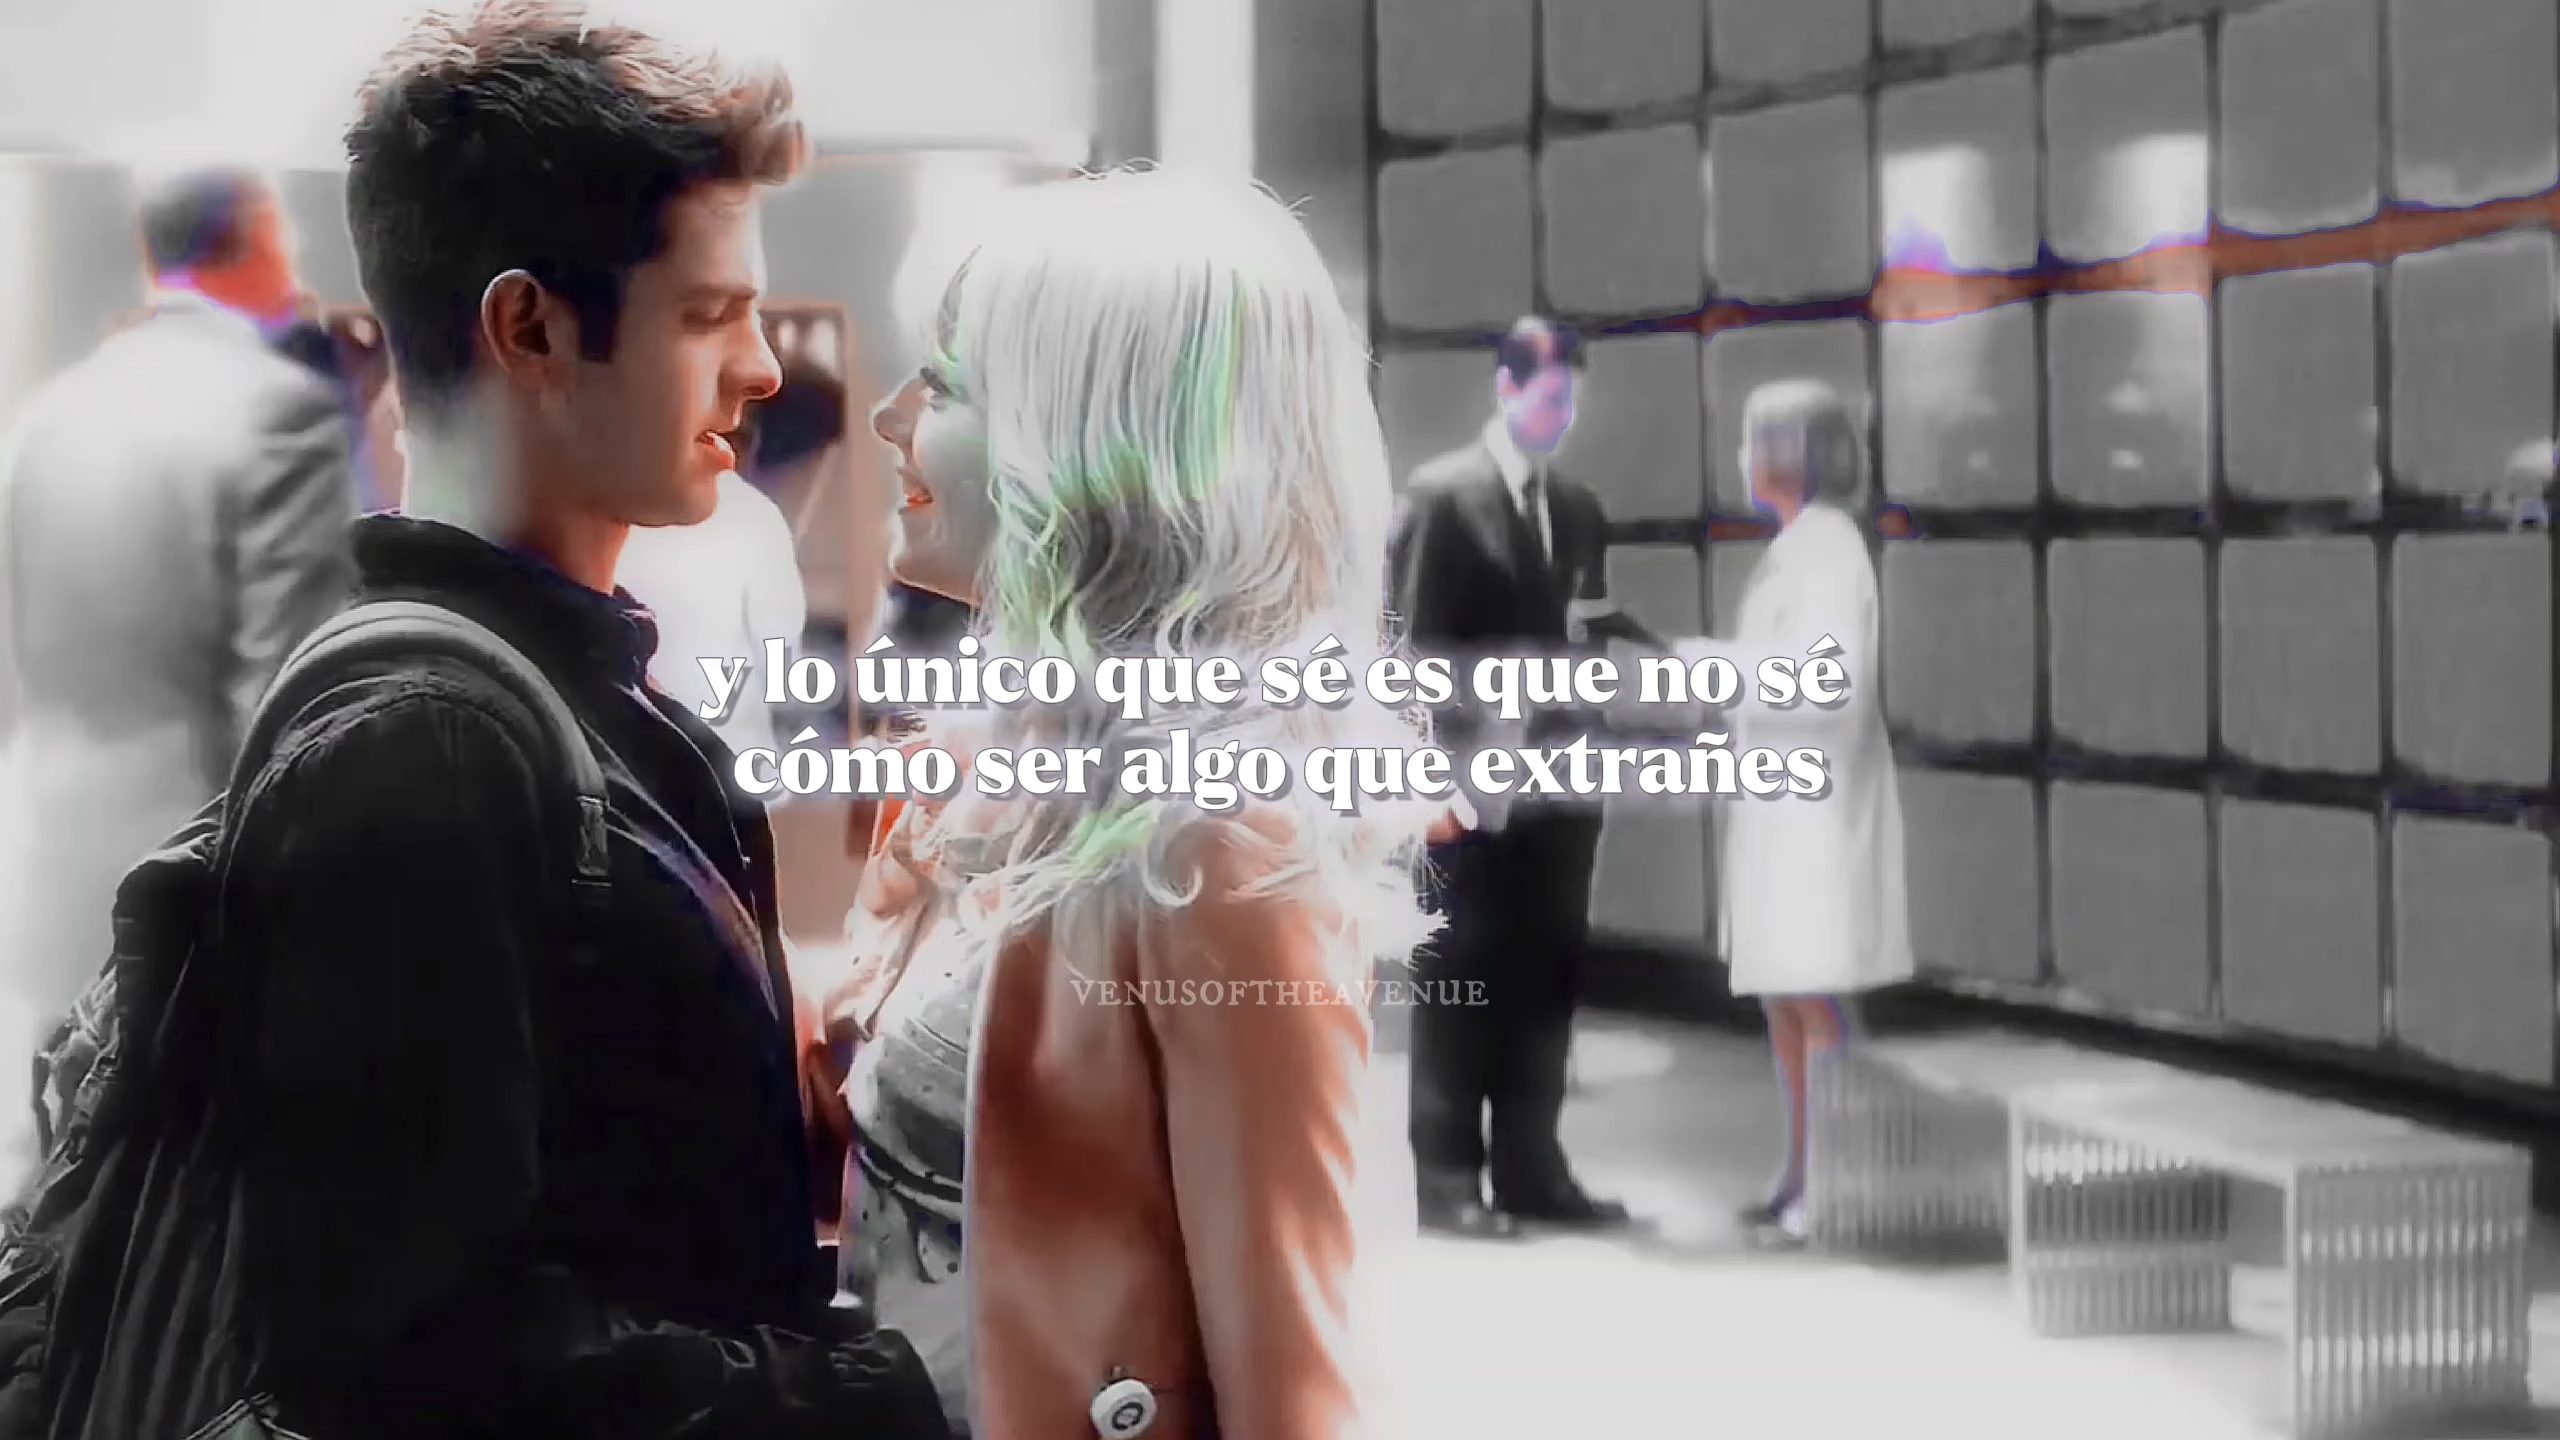 y lo único que sé es que no sé
cómo ser algo que extrañes
VENUSOFTHEAVENUE